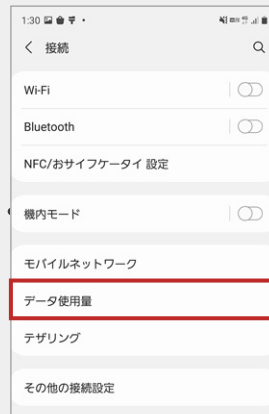 1:30
接続
Wi-Fi
Bluetooth
NFC/おサイフケータイ 設定
機内モード
モバイルネットワーク
データ使用量
テザリング
その他の接続設定